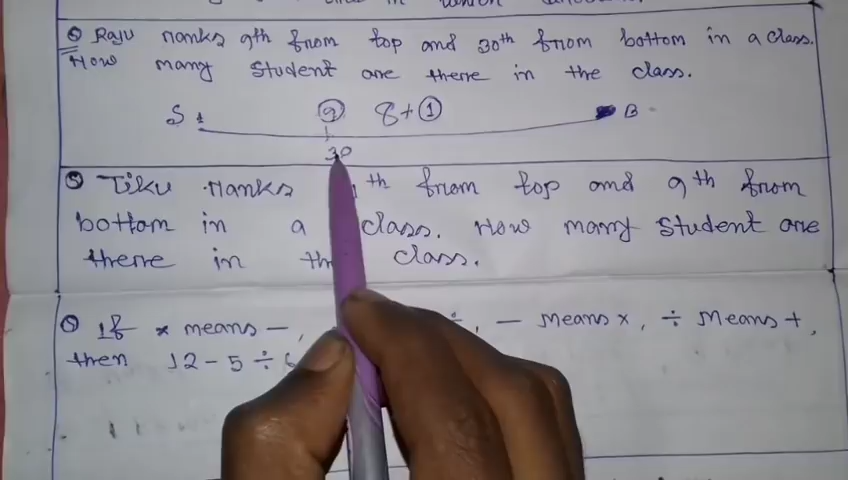 Raju ranks 9th from top and 30th from bottom in a class.
How many student are there in the class.
S 1 9 8+1 B
30
Tiku ranks th from top and 9th from
bottom in a class. How many student are
there in class.
If × means −, ÷, − means ×, ÷ means +,
then 12 − 5 ÷